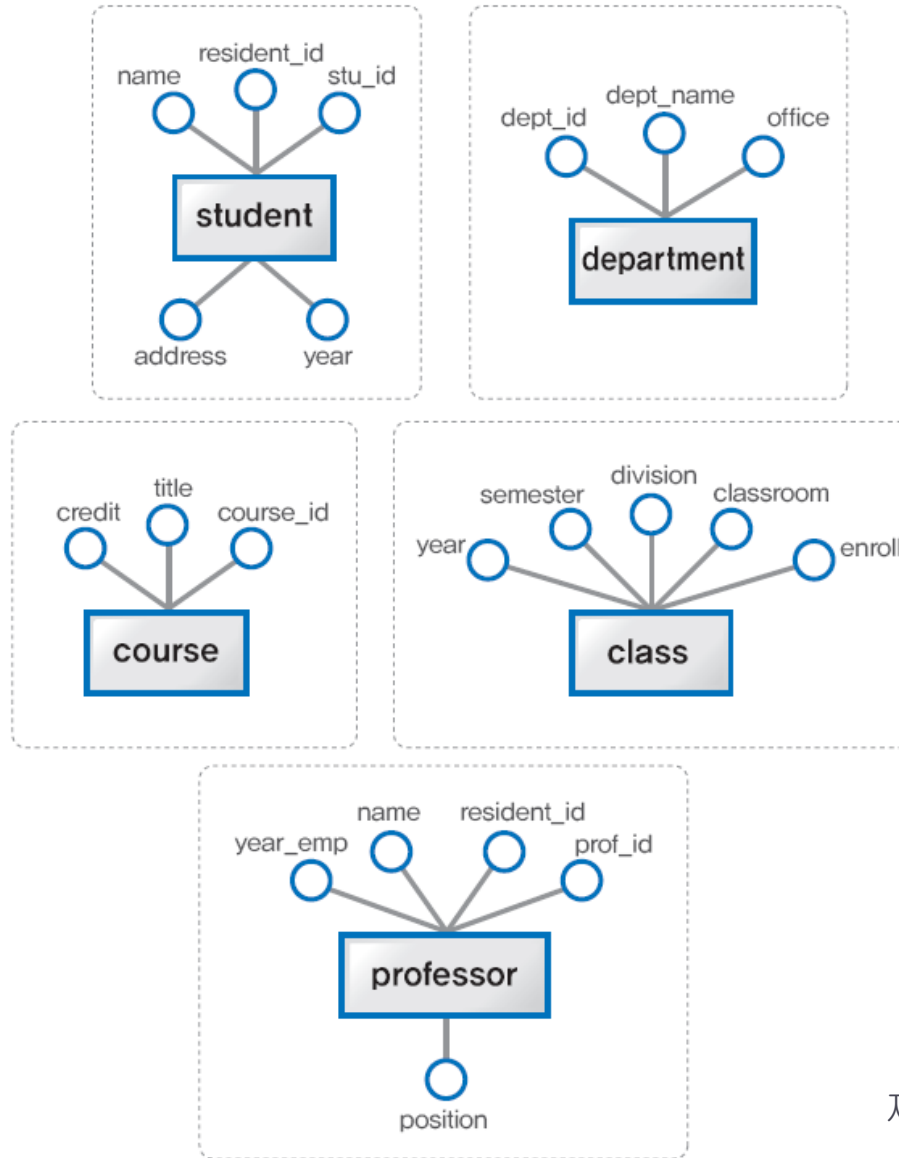 resident_id
name
stu_id
student
address
year
dept_name
dept_id
office
department
title
credit
course_id
course
division
semester
classroom
year
enroll
class
name
resident_id
year_emp
prof_id
professor
position